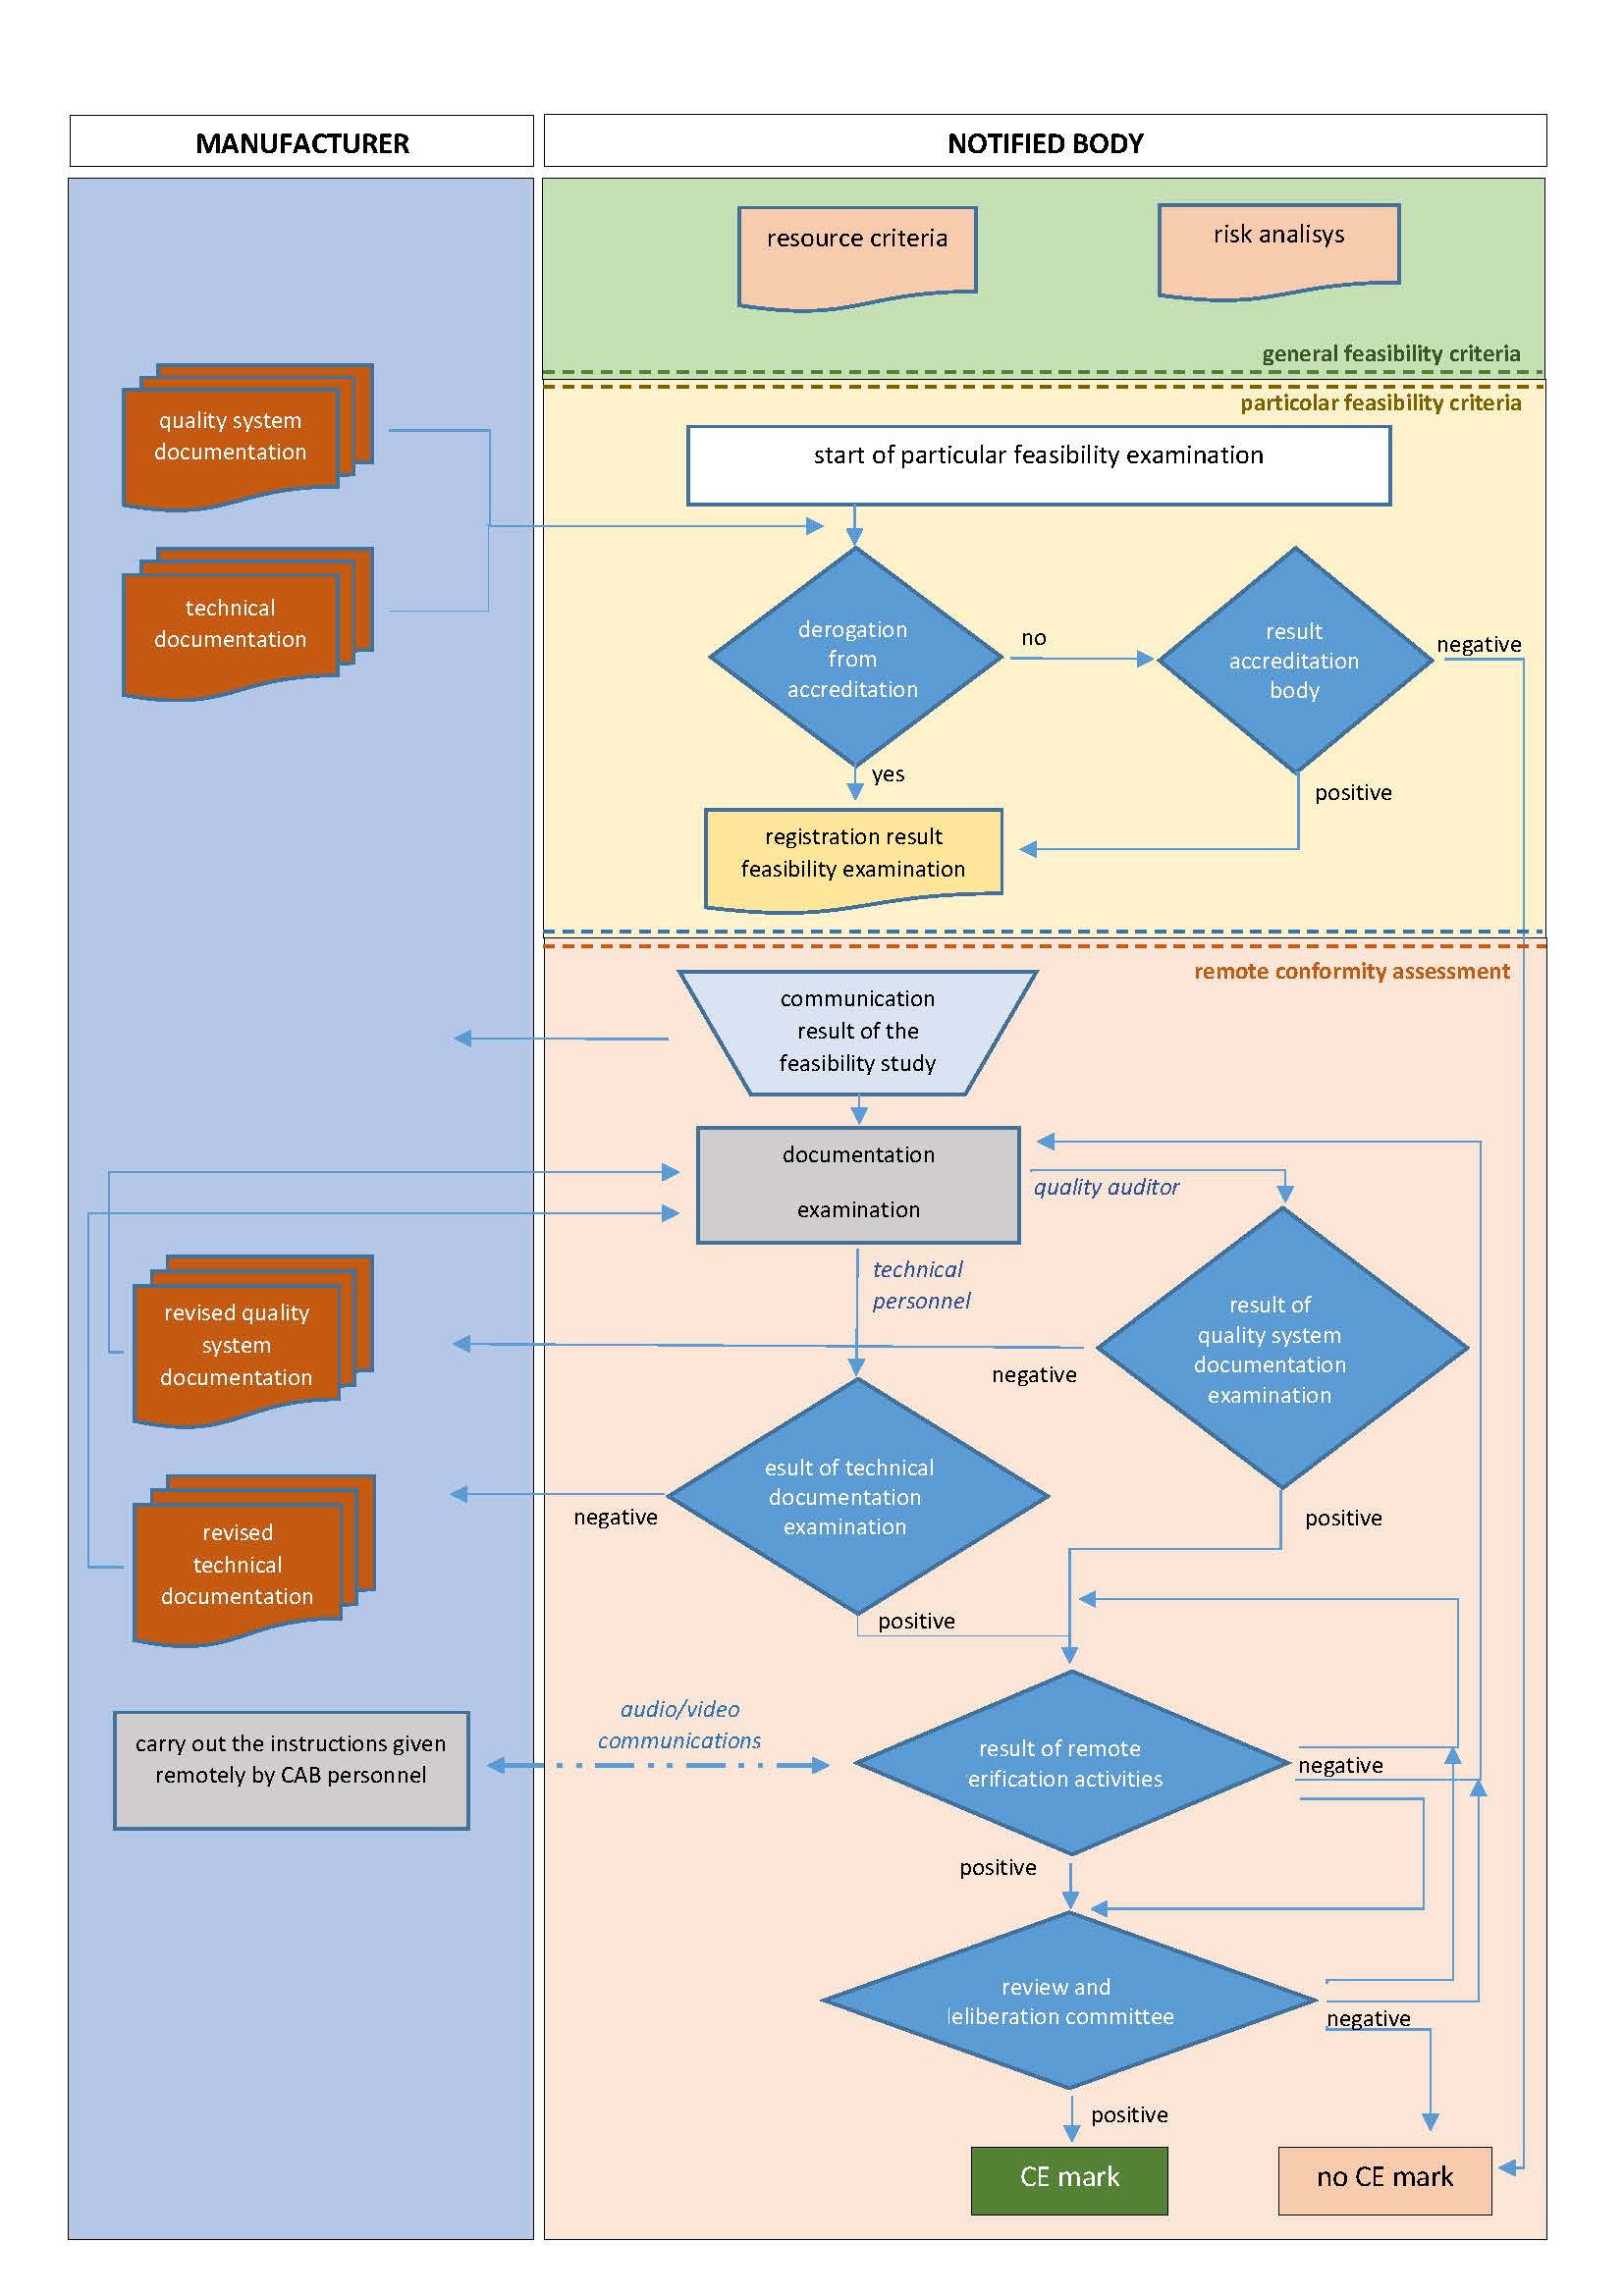 MANUFACTURER
NOTIFIED BODY
resource criteria
risk analisys
general feasibility criteria
particolar feasibility criteria
quality system
documentation
start of particular feasibility examination
technical
documentation
derogation
from
accreditation
no
result
accreditation
body
negative
yes
positive
registration result
feasibility examination
remote conformity assessment
communication
result of the
feasibility study
documentation
examination
quality auditor
technical
personnel
revised quality
system
documentation
result of
quality system
documentation
examination
negative
esult of technical
documentation
examination
negative
positive
revised
technical
documentation
positive
audio/video
communications
carry out the instructions given
remotely by CAB personnel
result of remote
erification activities
negative
positive
review and
leliberation committee
negative
positive
CE mark
no CE mark